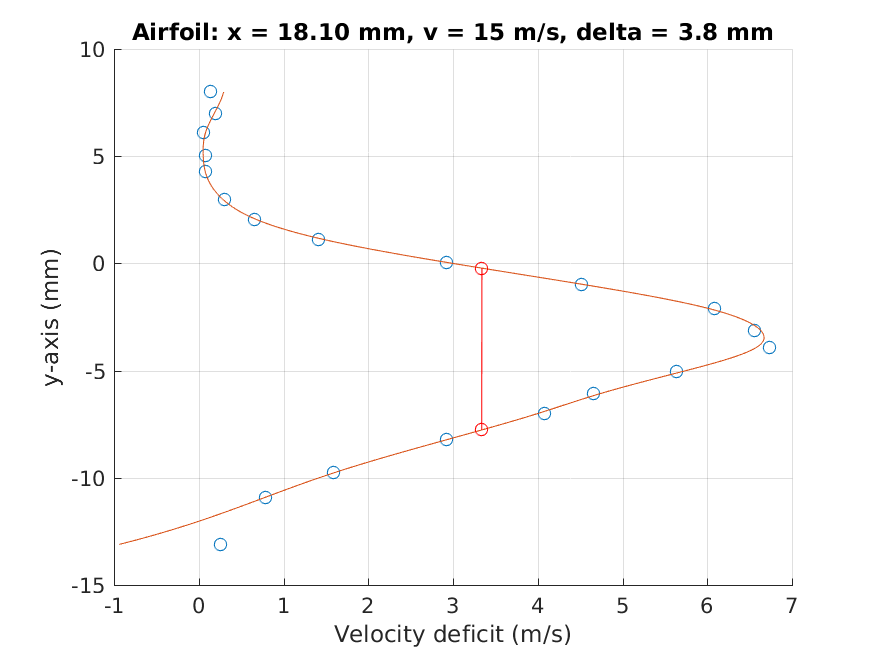 Airfoil: x = 18.10 mm, v = 15 m/s, delta = 3.8 mm
10
5
0
-5
-10
-15
y-axis (mm)
-1 0 1 2 3 4 5 6 7
Velocity deficit (m/s)